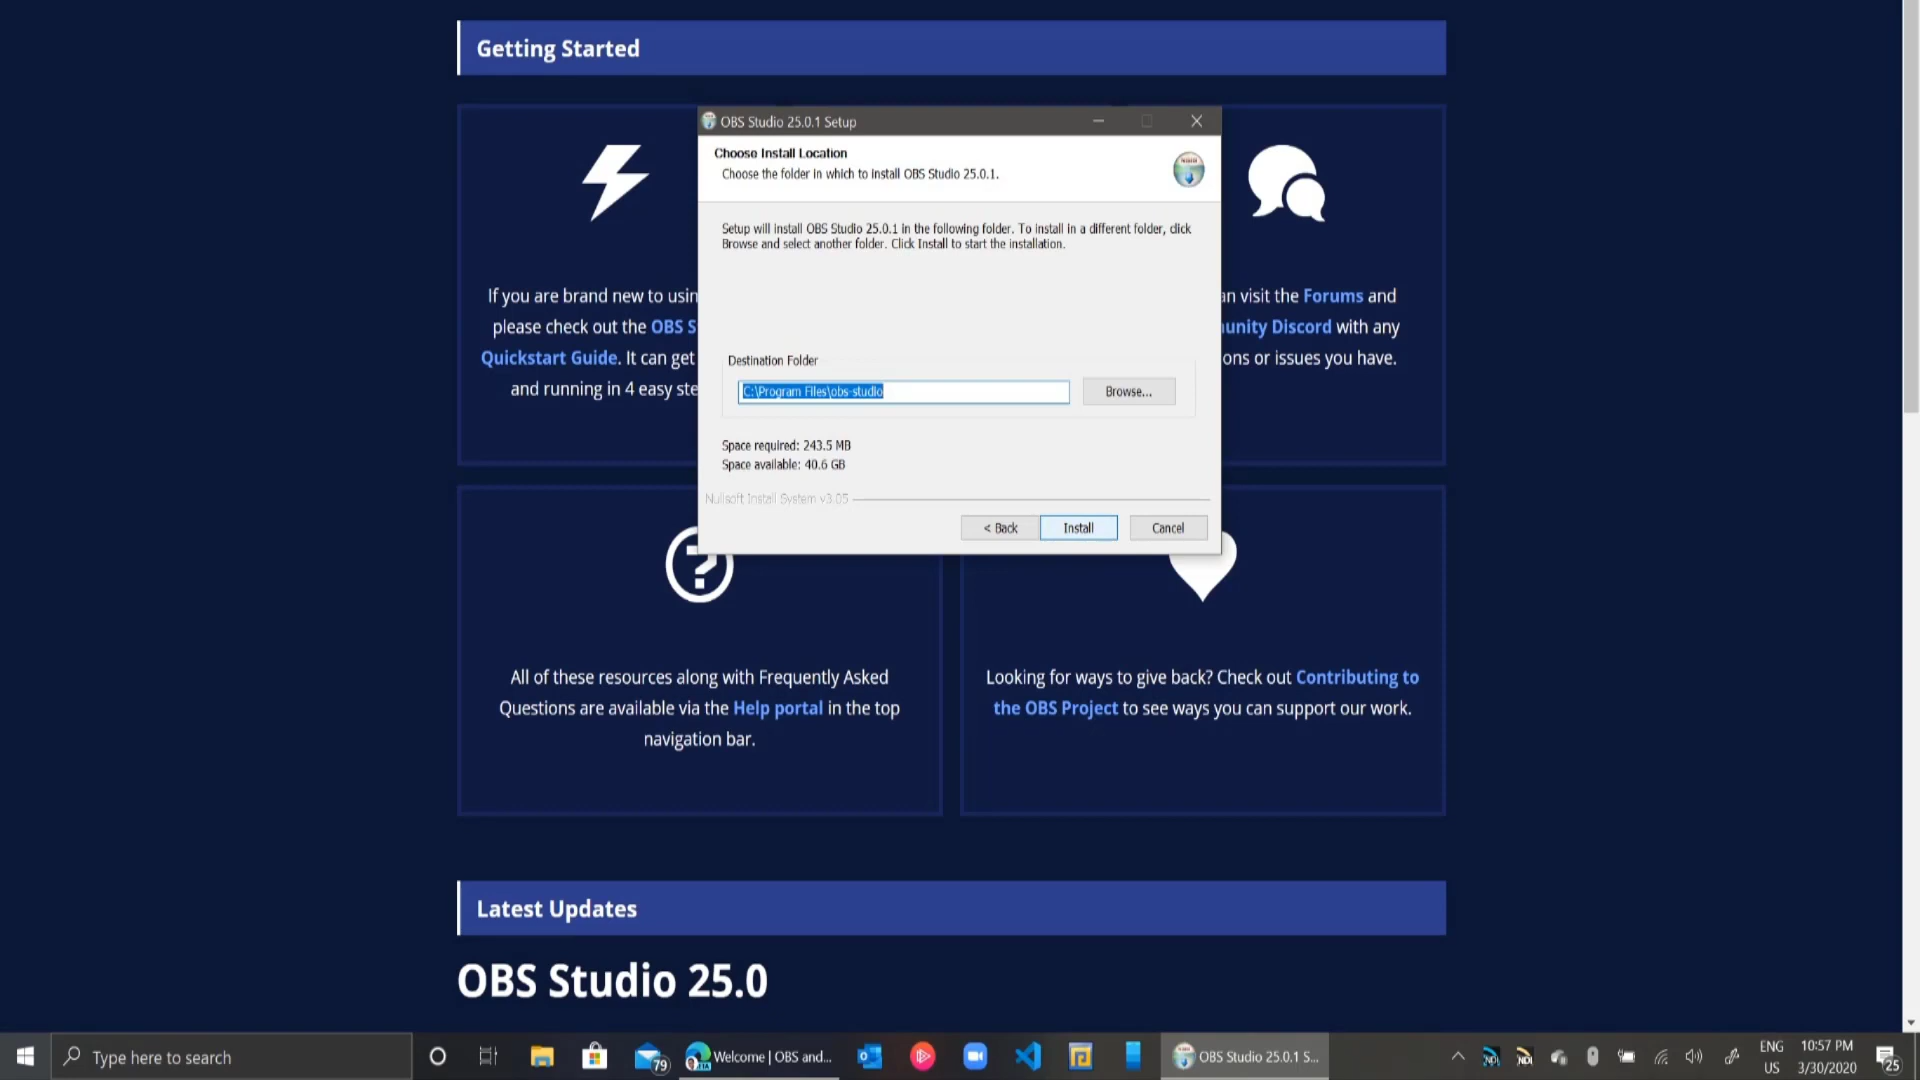 Getting Started
OBS Studio 25.0.1 Setup
Choose Install Location
Choose the folder in which to install OBS Studio 25.0.1.
Setup will install OBS Studio 25.0.1 in the following folder. To install in a different folder, click
Browse and select another folder. Click Install to start the installation.
Destination Folder
C:\Program Files\obs-studio
Browse...
Space required: 243.5 MB
Space available: 40.6 GB
Nullsoft Install System v3.05
< Back
Install
Cancel
If you are brand new to usin
please check out the OBS S
Quickstart Guide. It can get
and running in 4 easy ste
an visit the Forums and
unity Discord with any
ons or issues you have.
All of these resources along with Frequently Asked
Questions are available via the Help portal in the top
navigation bar.
Looking for ways to give back? Check out Contributing to
the OBS Project to see ways you can support our work.
Latest Updates
OBS Studio 25.0
Type here to search
79
Welcome | OBS and...
OBS Studio 25.0.1 S...
NDI
NDI
ENG
US
10:57 PM
3/30/2020
25